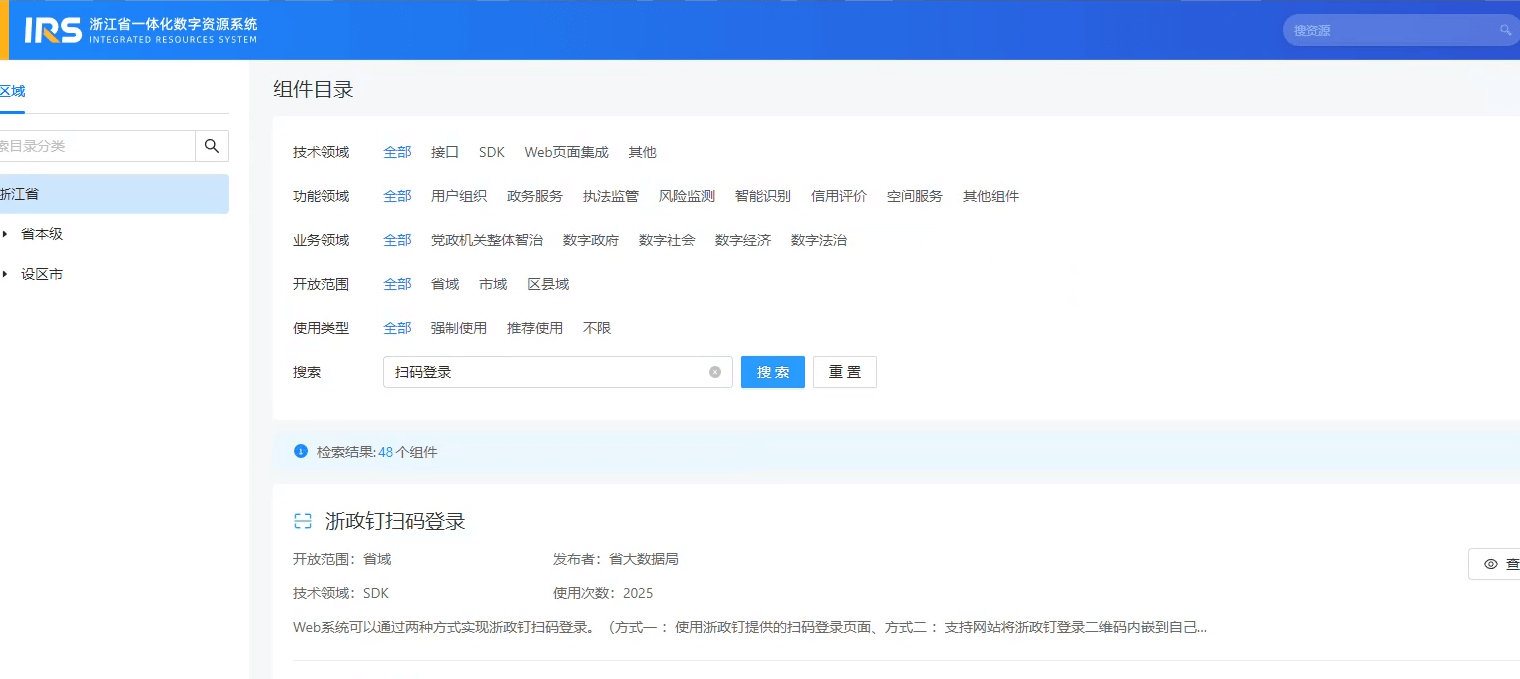 IRS 浙江省一体化数字资源系统
INTEGRATED RESOURCES SYSTEM
搜资源
区域
组件目录
索目录分类
浙江省
省本级
设区市
技术领域 全部 接口 SDK Web页面集成 其他
功能领域 全部 用户组织 政务服务 执法监管 风险监测 智能识别 信用评价 空间服务 其他组件
业务领域 全部 党政机关整体智治 数字政府 数字社会 数字经济 数字法治
开放范围 全部 省域 市域 区县域
使用类型 全部 强制使用 推荐使用 不限
搜索 扫码登录 搜 索 重 置
检索结果: 48 个组件
浙政钉扫码登录
开放范围：省域 发布者：省大数据局
查
技术领域：SDK 使用次数：2025
Web系统可以通过两种方式实现浙政钉扫码登录。（方式一 ：使用浙政钉提供的扫码登录页面、方式二 ：支持网站将浙政钉登录二维码内嵌到自己...